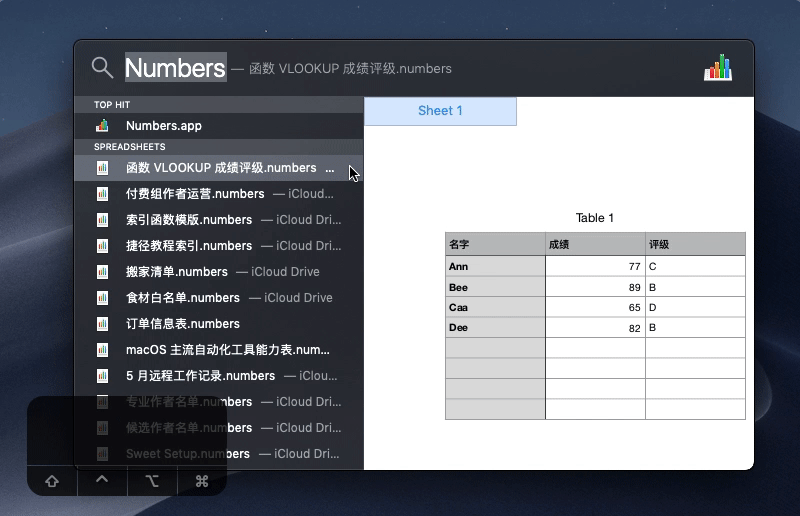 Numbers — 函数 VLOOKUP 成绩评级.numbers
TOP HIT
Numbers.app
SPREADSHEETS
函数 VLOOKUP 成绩评级.numbers ...
付费组作者运营.numbers — iCloud...
索引函数模版.numbers — iCloud Dri...
捷径教程索引.numbers — iCloud Dri...
搬家清单.numbers — iCloud Drive
食材白名单.numbers — iCloud Drive
订单信息表.numbers
macOS 主流自动化工具能力表.num...
5 月远程工作记录.numbers — iClou...
专业作者名单.numbers — iCloud Dri...
候选作者名单.numbers — iCloud Dri...
Sweet Setup.numbers — iCloud Dri...
Sheet 1
Table 1
名字 成绩 评级
Ann 77 C
Bee 89 B
Caa 65 D
Dee 82 B